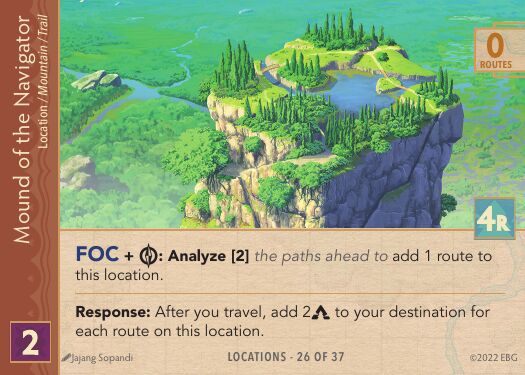 Mound of the Navigator
Location / Mountain / Trail
0
ROUTES
4R
FOC + : Analyze [2] the paths ahead to add 1 route to
this location.
Response: After you travel, add 2 to your destination for
each route on this location.
2
Jajang Sopandi
LOCATIONS - 26 OF 37
©2022 EBG